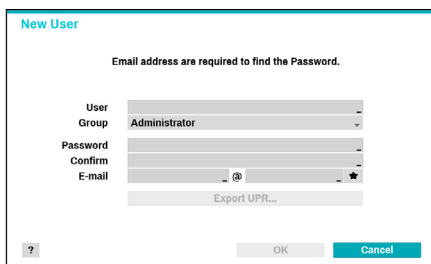 New User
Email address are required to find the Password.
User
Group Administrator
Password
Confirm
E-mail @
Export UPR...
? OK Cancel